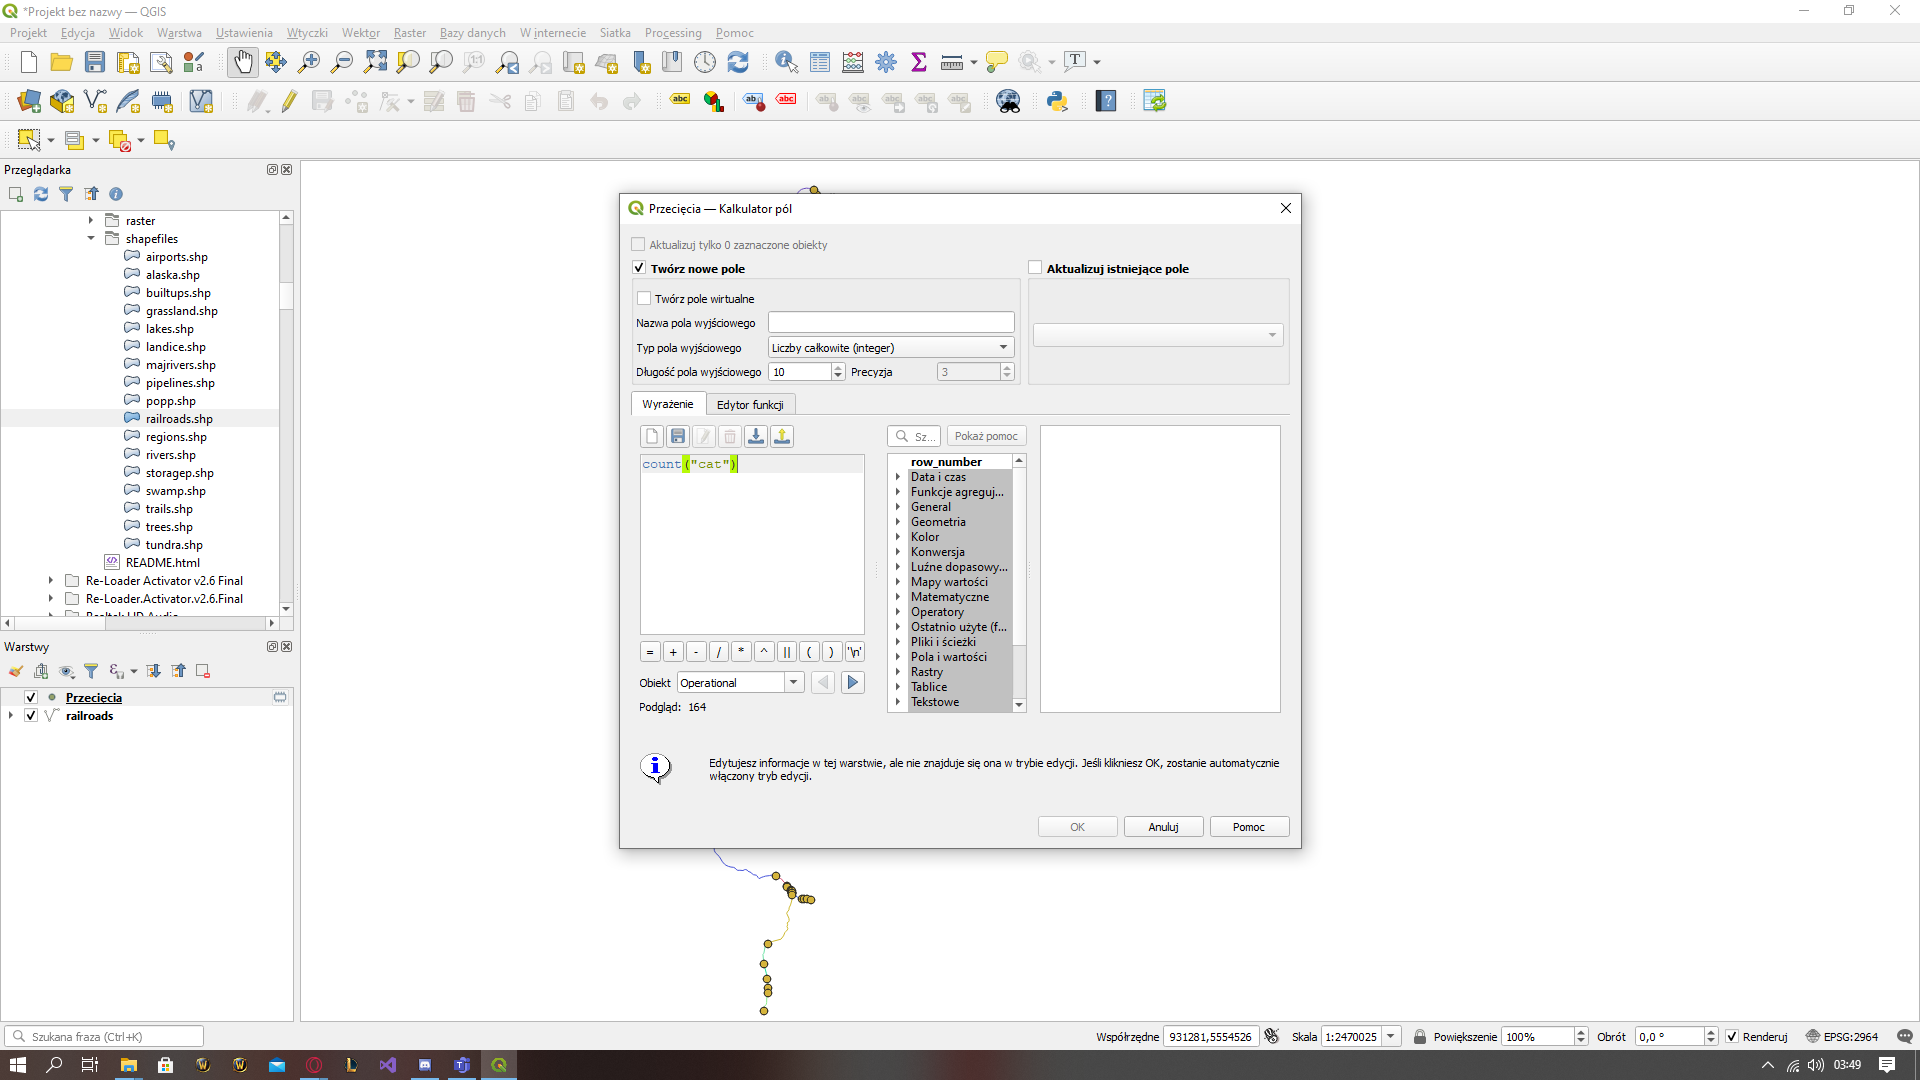 *Projekt bez nazwy — QGIS
Projekt Edycja Widok Warstwa Ustawienia Wtyczki Wektor Raster Bazy danych W internecie Siatka Processing Pomoc
Przeglądarka
raster
shapefiles
airports.shp
alaska.shp
builtups.shp
grassland.shp
lakes.shp
landice.shp
majrivers.shp
pipelines.shp
popp.shp
railroads.shp
regions.shp
rivers.shp
storagep.shp
swamp.shp
trails.shp
trees.shp
tundra.shp
README.html
Re-Loader Activator v2.6 Final
Re-Loader.Activator.v2.6.Final
Warstwy
Przecięcia
railroads
Przecięcia — Kalkulator pól
Aktualizuj tylko 0 zaznaczone obiekty
Twórz nowe pole
Aktualizuj istniejące pole
Twórz pole wirtualne
Nazwa pola wyjściowego
Typ pola wyjściowego Liczby całkowite (integer)
Długość pola wyjściowego 10 Precyzja 3
Wyrażenie Edytor funkcji
Sz... Pokaż pomoc
count("cat")
row_number
Data i czas
Funkcje agreguj...
General
Geometria
Kolor
Konwersja
Luźne dopasowy...
Mapy wartości
Matematyczne
Operatory
Ostatnio użyte (f...
Pliki i ścieżki
Pola i wartości
Rastry
Tablice
Tekstowe
= + - / * ^ || ( ) '\n'
Obiekt Operational
Podgląd: 164
Edytujesz informacje w tej warstwie, ale nie znajduje się ona w trybie edycji. Jeśli klikniesz OK, zostanie automatycznie
włączony tryb edycji.
OK Anuluj Pomoc
Szukana fraza (Ctrl+K)
Współrzędne 931281,5554526 Skala 1:2470025 Powiększenie 100% Obrót 0,0 ° Renderuj EPSG:2964
03:49